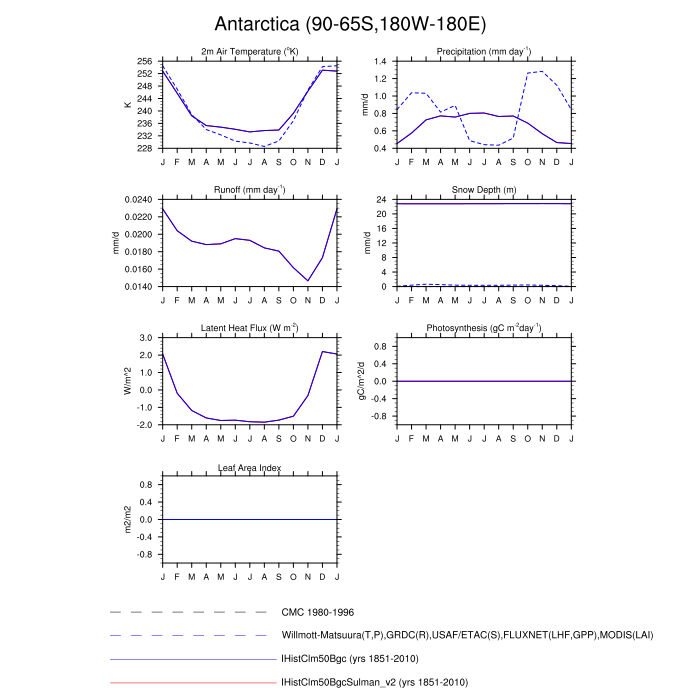 Antarctica (90-65S,180W-180E)
2m Air Temperature (°K)
256
252
248
244
240
236
232
228
K
J F M A M J J A S O N D J
Precipitation (mm day⁻¹)
1.4
1.2
1.0
0.8
0.6
0.4
mm/d
J F M A M J J A S O N D J
Runoff (mm day⁻¹)
0.0240
0.0220
0.0200
0.0180
0.0160
0.0140
mm/d
J F M A M J J A S O N D J
Snow Depth (m)
24
20
16
12
8
4
0
mm/d
J F M A M J J A S O N D J
Latent Heat Flux (W m⁻²)
3.0
2.0
1.0
0.0
-1.0
-2.0
W/m^2
J F M A M J J A S O N D J
Photosynthesis (gC m⁻²day⁻¹)
0.8
0.4
0.0
-0.4
-0.8
gC/m^2/d
J F M A M J J A S O N D J
Leaf Area Index
0.8
0.4
0.0
-0.4
-0.8
m2/m2
J F M A M J J A S O N D J
CMC 1980-1996
Willmott-Matsuura(T,P),GRDC(R),USAF/ETAC(S),FLUXNET(LHF,GPP),MODIS(LAI)
IHistClm50Bgc (yrs 1851-2010)
IHistClm50BgcSulman_v2 (yrs 1851-2010)